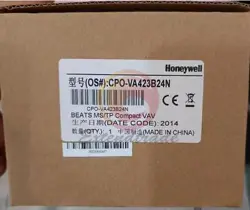 Honeywell
型号(OS#):CPO-VA423B24N
CPO-VA423B24N
BEATS MS/TP Compact VAV
生产日期(DATE CODE): 2014
数量(QTY): 1 中国制造(MADE IN CHINA)